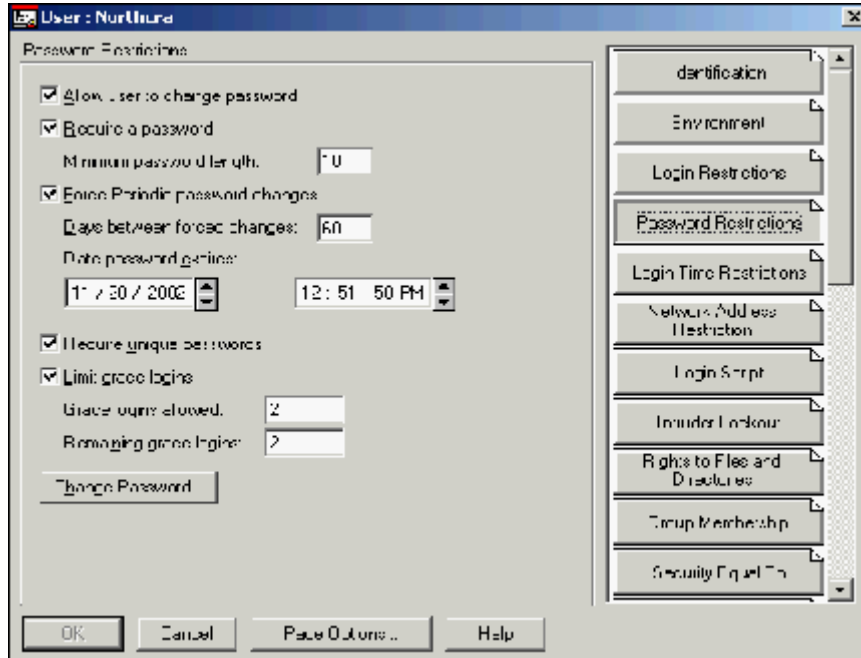 User : Northcra
Password Restrictions
Allow user to change password
Require a password
Minimum password length: 10
Force Periodic password changes
Days between forced changes: 60
Date password expires:
12 : 51 : 50 PM
Require unique passwords
Limit grace logins
Grace logins allowed: 2
Remaining grace logins: 2
Change Password
Identification
Environment
Login Restrictions
Password Restrictions
Login Time Restrictions
Network Address
Restriction
Login Script
Intruder Lockout
Rights to Files and
Directories
Group Membership
Security Equal To
OK
Cancel
Page Options...
Help